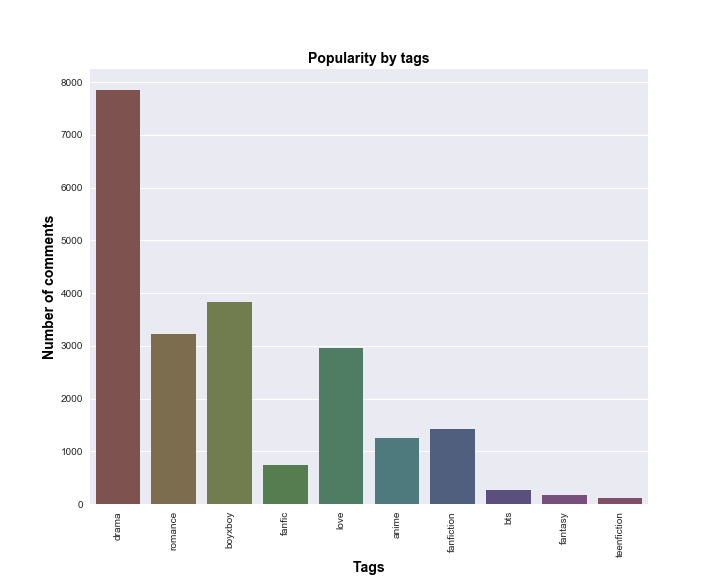 Popularity by tags
8000
7000
6000
5000
4000
3000
2000
1000
0
Number of comments
drama
romance
boyxboy
fanfic
love
anime
fanfiction
bts
fantasy
teenfiction
Tags